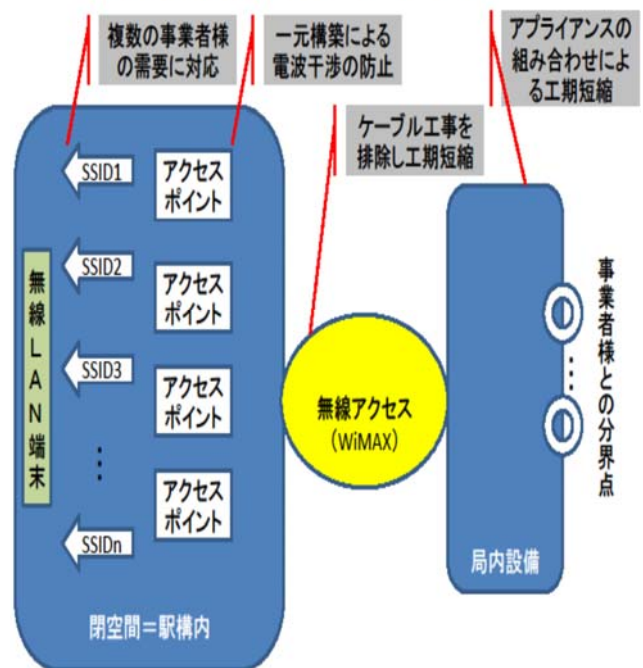 複数の事業者様
の需要に対応
一元構築による
電波干渉の防止
アプライアンスの
組み合わせによ
る工期短縮
ケーブル工事を
排除し工期短縮
SSID1
アクセス
ポイント
SSID2
アクセス
ポイント
SSID3
アクセス
ポイント
⋮
アクセス
ポイント
SSIDn
無線LAN端末
閉空間=駅構内
無線アクセス
(WiMAX)
⋮
局内設備
事業者様との分界点